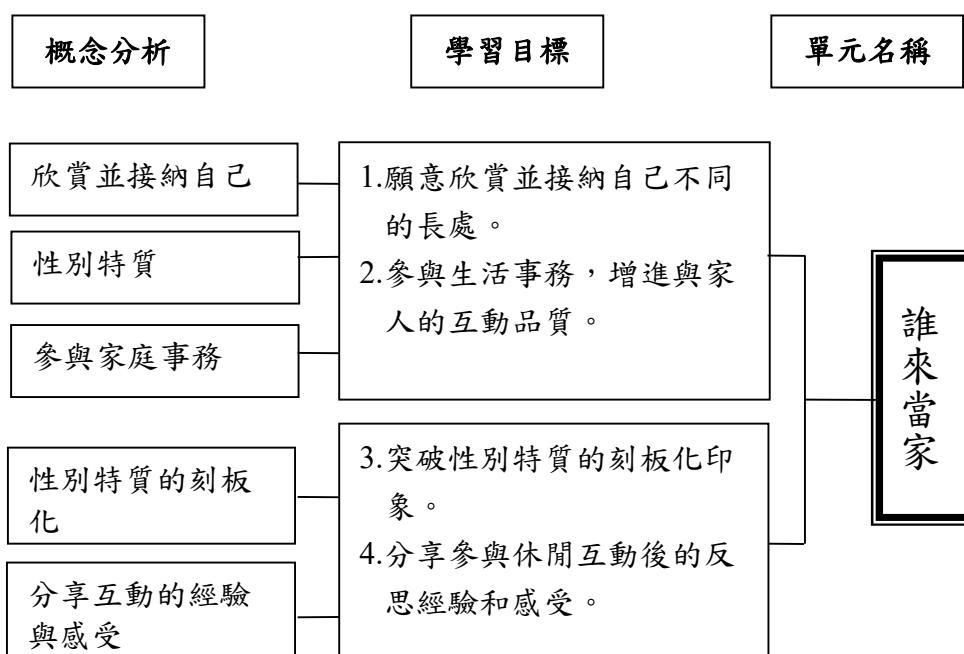 概念分析
學習目標
單元名稱
欣賞並接納自己
性別特質
參與家庭事務
性別特質的刻板
化
分享互動的經驗
與感受
1.願意欣賞並接納自己不同
的長處。
2.參與生活事務，增進與家
人的互動品質。
3.突破性別特質的刻板化印
象。
4.分享參與休閒互動後的反
思經驗和感受。
誰來當家